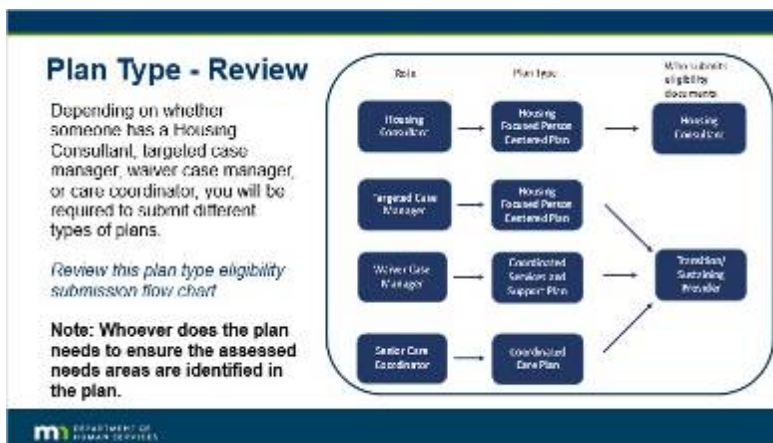 Plan Type - Review
Depending on whether
someone has a Housing
Consultant, targeted case
manager, waiver case manager,
or care coordinator, you will be
required to submit different
types of plans.
Review this plan type eligibility
submission flow chart
Note: Whoever does the plan
needs to ensure the assessed
needs areas are identified in
the plan.
Role
Plan type
Who submits
eligibility
documents
Housing
Consultant
Housing
Focused Person
Centered Plan
Housing
Consultant
Targeted Case
Manager
Housing
Focused Person
Centered Plan
Waiver Case
Manager
Coordinated
Services and
Support Plan
Transition/
Sustaining
Provider
Senior Care
Coordinator
Coordinated
Care Plan
mn DEPARTMENT OF
HUMAN SERVICES